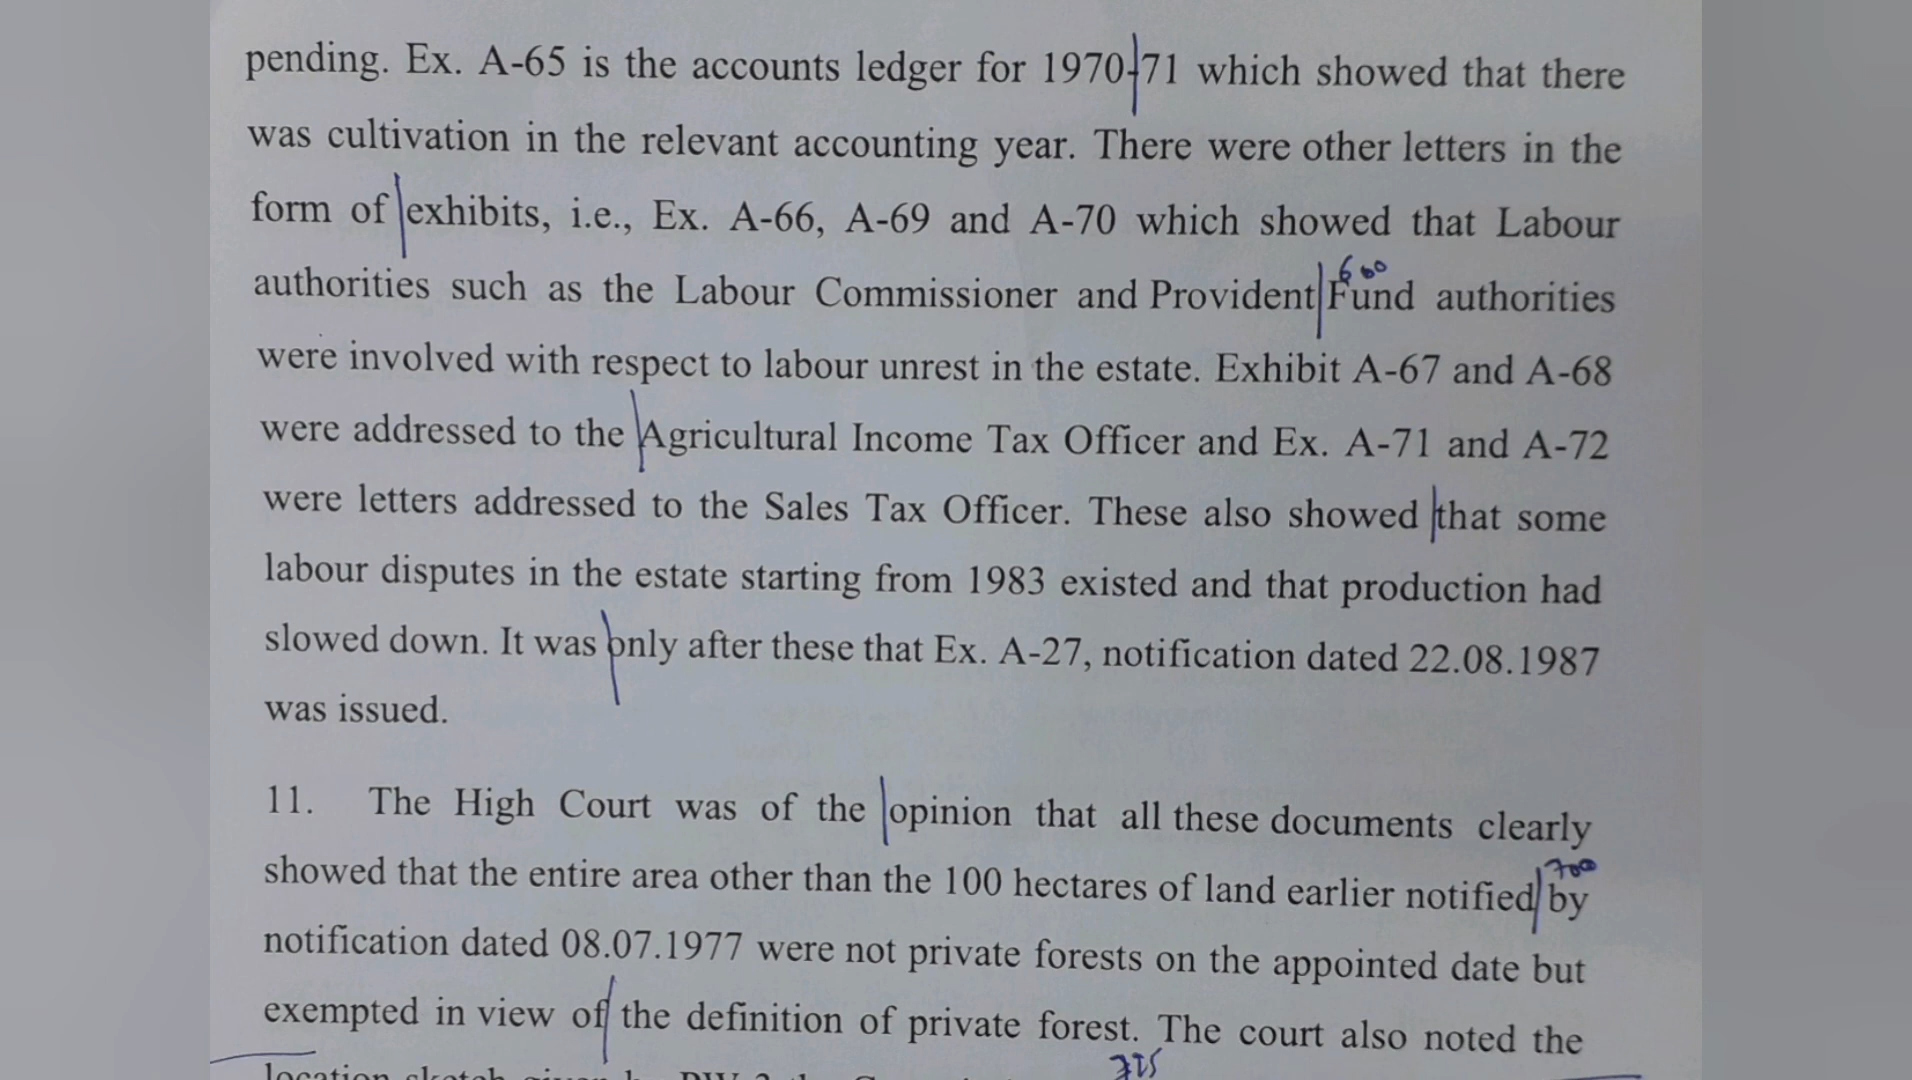 pending. Ex. A-65 is the accounts ledger for 1970-71 which showed that there
was cultivation in the relevant accounting year. There were other letters in the
form of exhibits, i.e., Ex. A-66, A-69 and A-70 which showed that Labour
600
authorities such as the Labour Commissioner and Provident Fund authorities
were involved with respect to labour unrest in the estate. Exhibit A-67 and A-68
were addressed to the Agricultural Income Tax Officer and Ex. A-71 and A-72
were letters addressed to the Sales Tax Officer. These also showed that some
labour disputes in the estate starting from 1983 existed and that production had
slowed down. It was only after these that Ex. A-27, notification dated 22.08.1987
was issued.
11. The High Court was of the opinion that all these documents clearly
700
showed that the entire area other than the 100 hectares of land earlier notified by
notification dated 08.07.1977 were not private forests on the appointed date but
exempted in view of the definition of private forest. The court also noted the
location sketch given